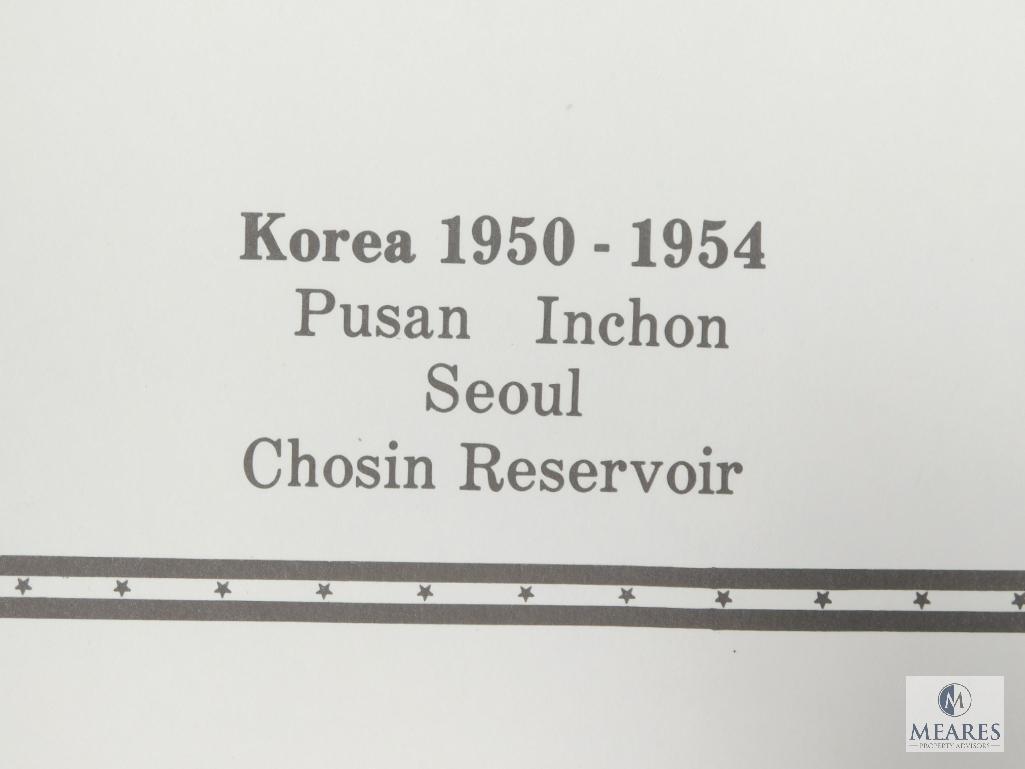 Korea 1950 - 1954
Pusan Inchon
Seoul
Chosin Reservoir
M
MEARES
PROPERTY ADVISORS